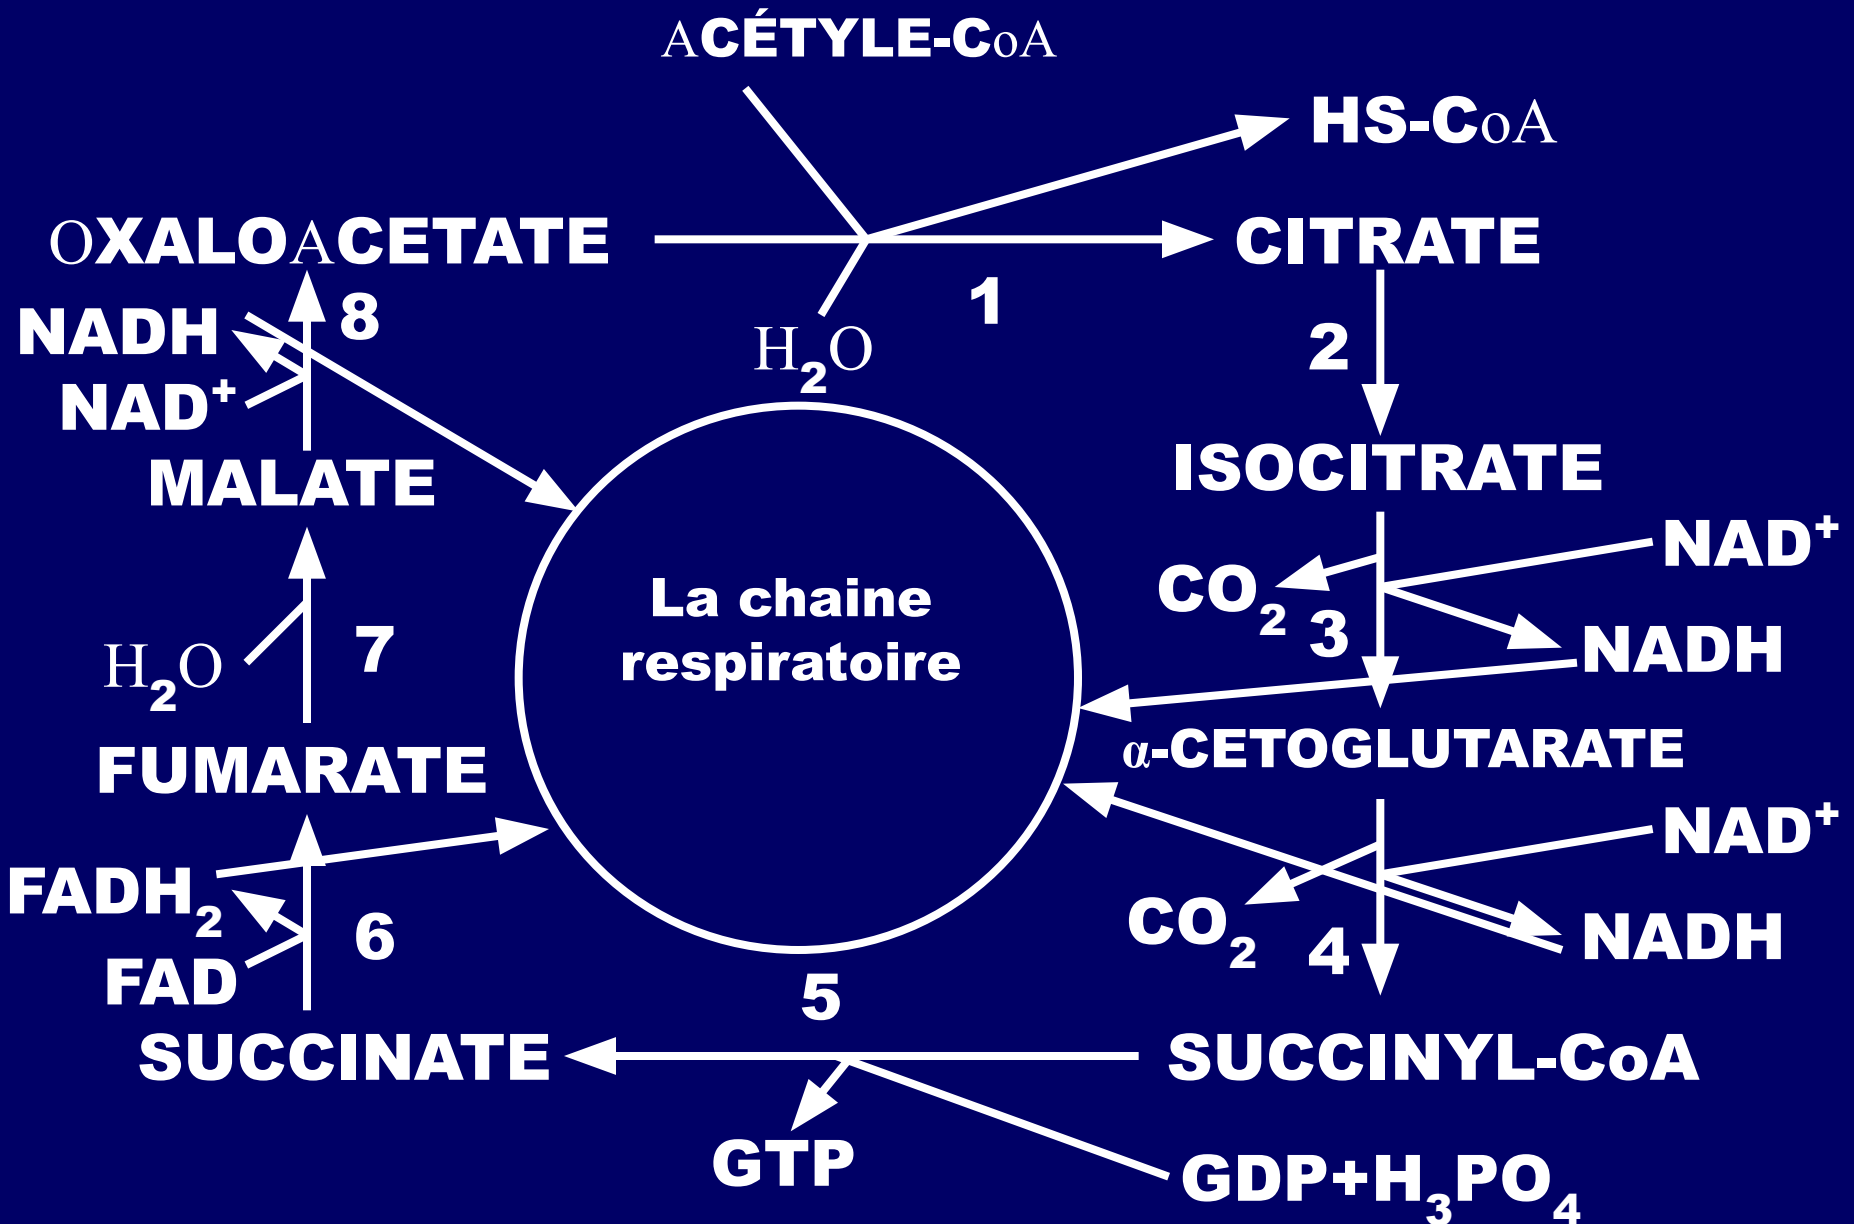 ACÉTYLE-CoA
HS-CoA
OXALOACETATE
CITRATE
1
H2O
8
NADH
NAD+
2
MALATE
ISOCITRATE
NAD+
CO2
3
NADH
La chaine
respiratoire
H2O
7
FUMARATE
α-CETOGLUTARATE
NAD+
FADH2
6
FAD
CO2
4
NADH
5
SUCCINATE
SUCCINYL-CoA
GTP
GDP+H3PO4